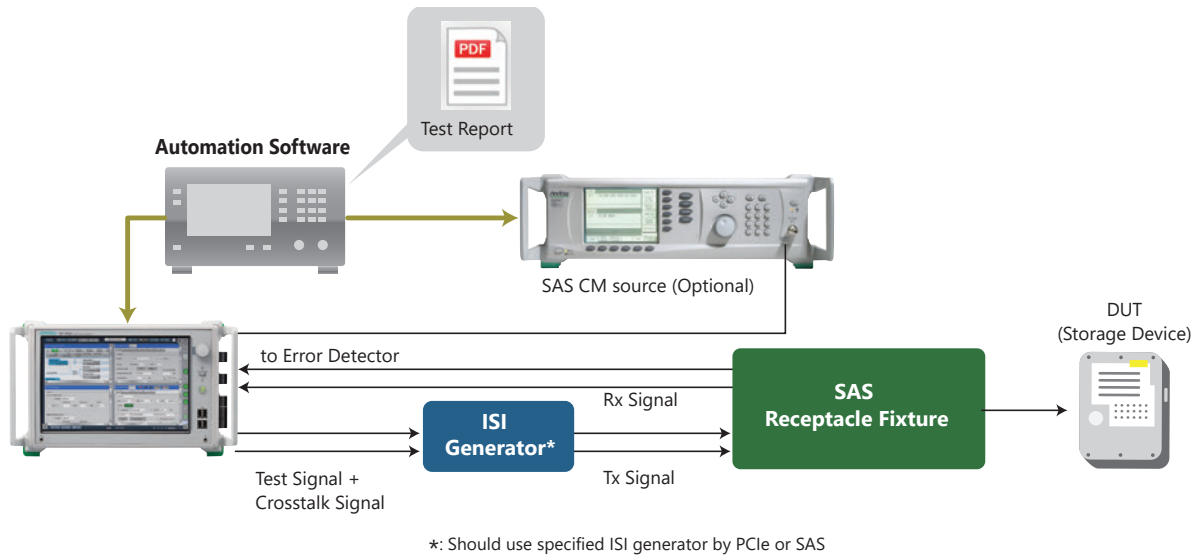 PDF
Test Report
Automation Software
SAS CM source (Optional)
DUT
(Storage Device)
to Error Detector
SAS
Receptacle Fixture
Rx Signal
ISI
Generator*
Test Signal +
Crosstalk Signal
Tx Signal
*: Should use specified ISI generator by PCIe or SAS